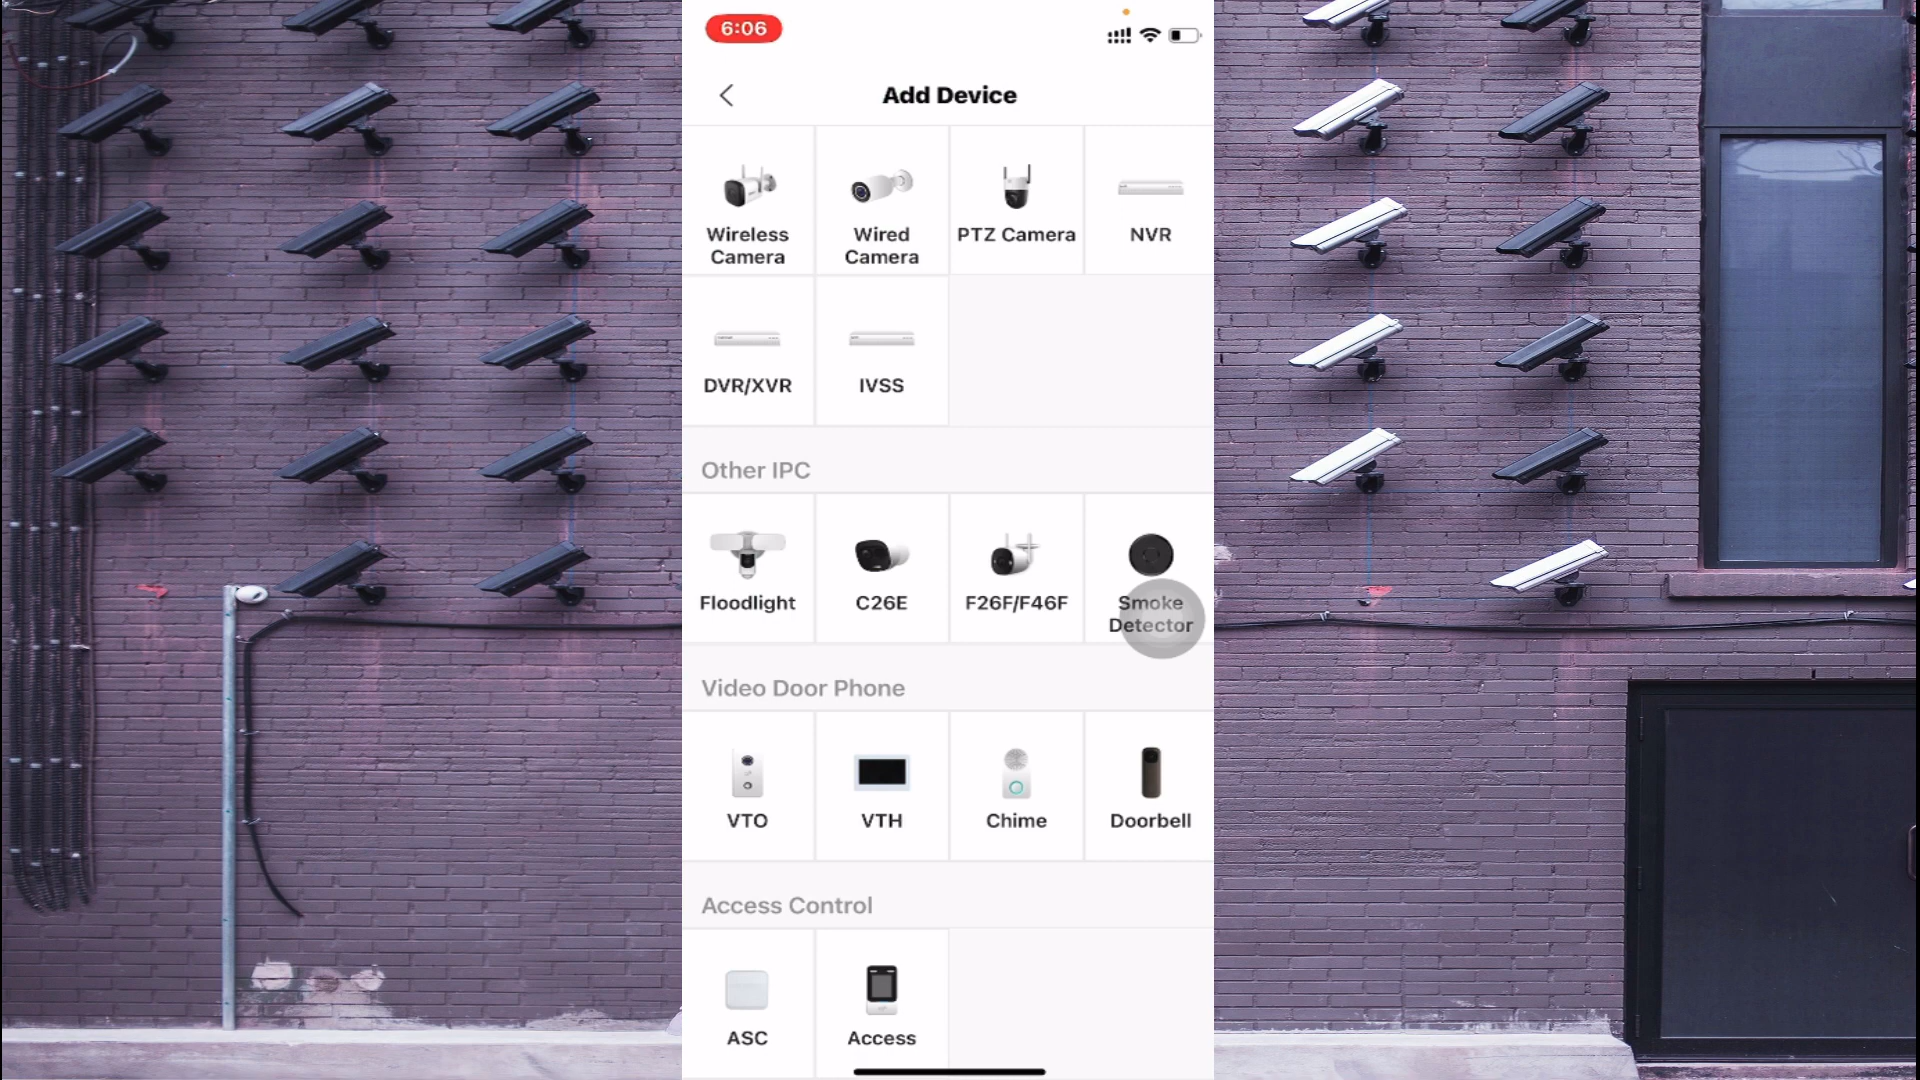 6:06
Add Device
Wireless
Camera
Wired
Camera
PTZ Camera
NVR
DVR/XVR
IVSS
Other IPC
Floodlight
C26E
F26F/F46F
Smoke
Detector
Video Door Phone
VTO
VTH
Chime
Doorbell
Access Control
ASC
Access